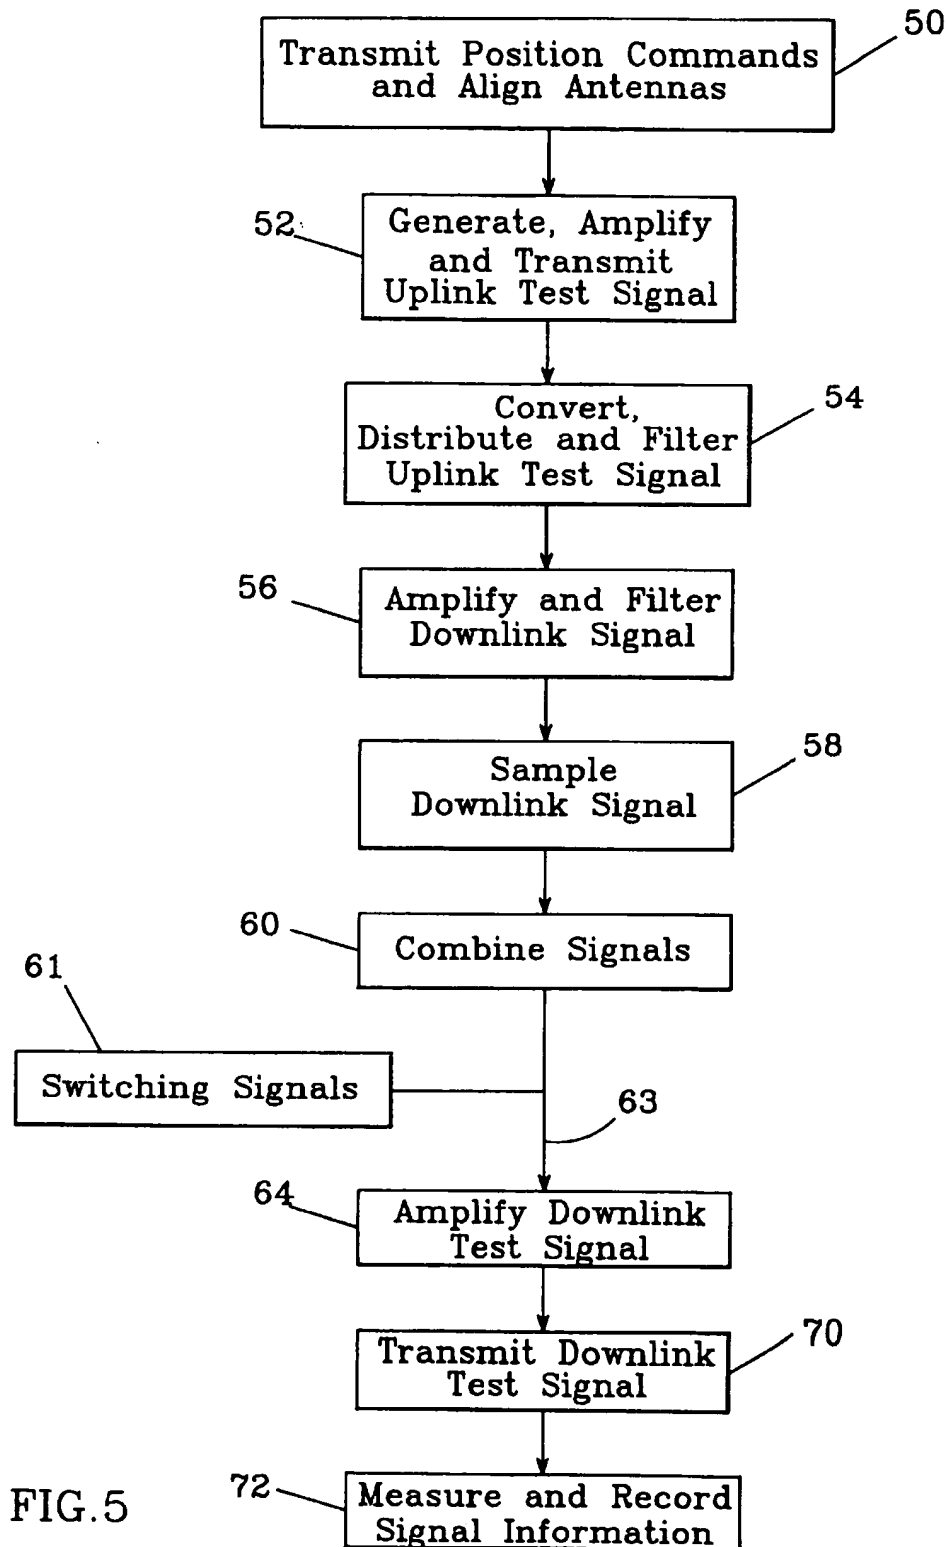 50
Transmit Position Commands
and Align Antennas
52
Generate, Amplify
and Transmit
Uplink Test Signal
54
Convert,
Distribute and Filter
Uplink Test Signal
56
Amplify and Filter
Downlink Signal
58
Sample
Downlink Signal
60
Combine Signals
61
Switching Signals
63
64
Amplify Downlink
Test Signal
70
Transmit Downlink
Test Signal
72
Measure and Record
Signal Information
FIG.5